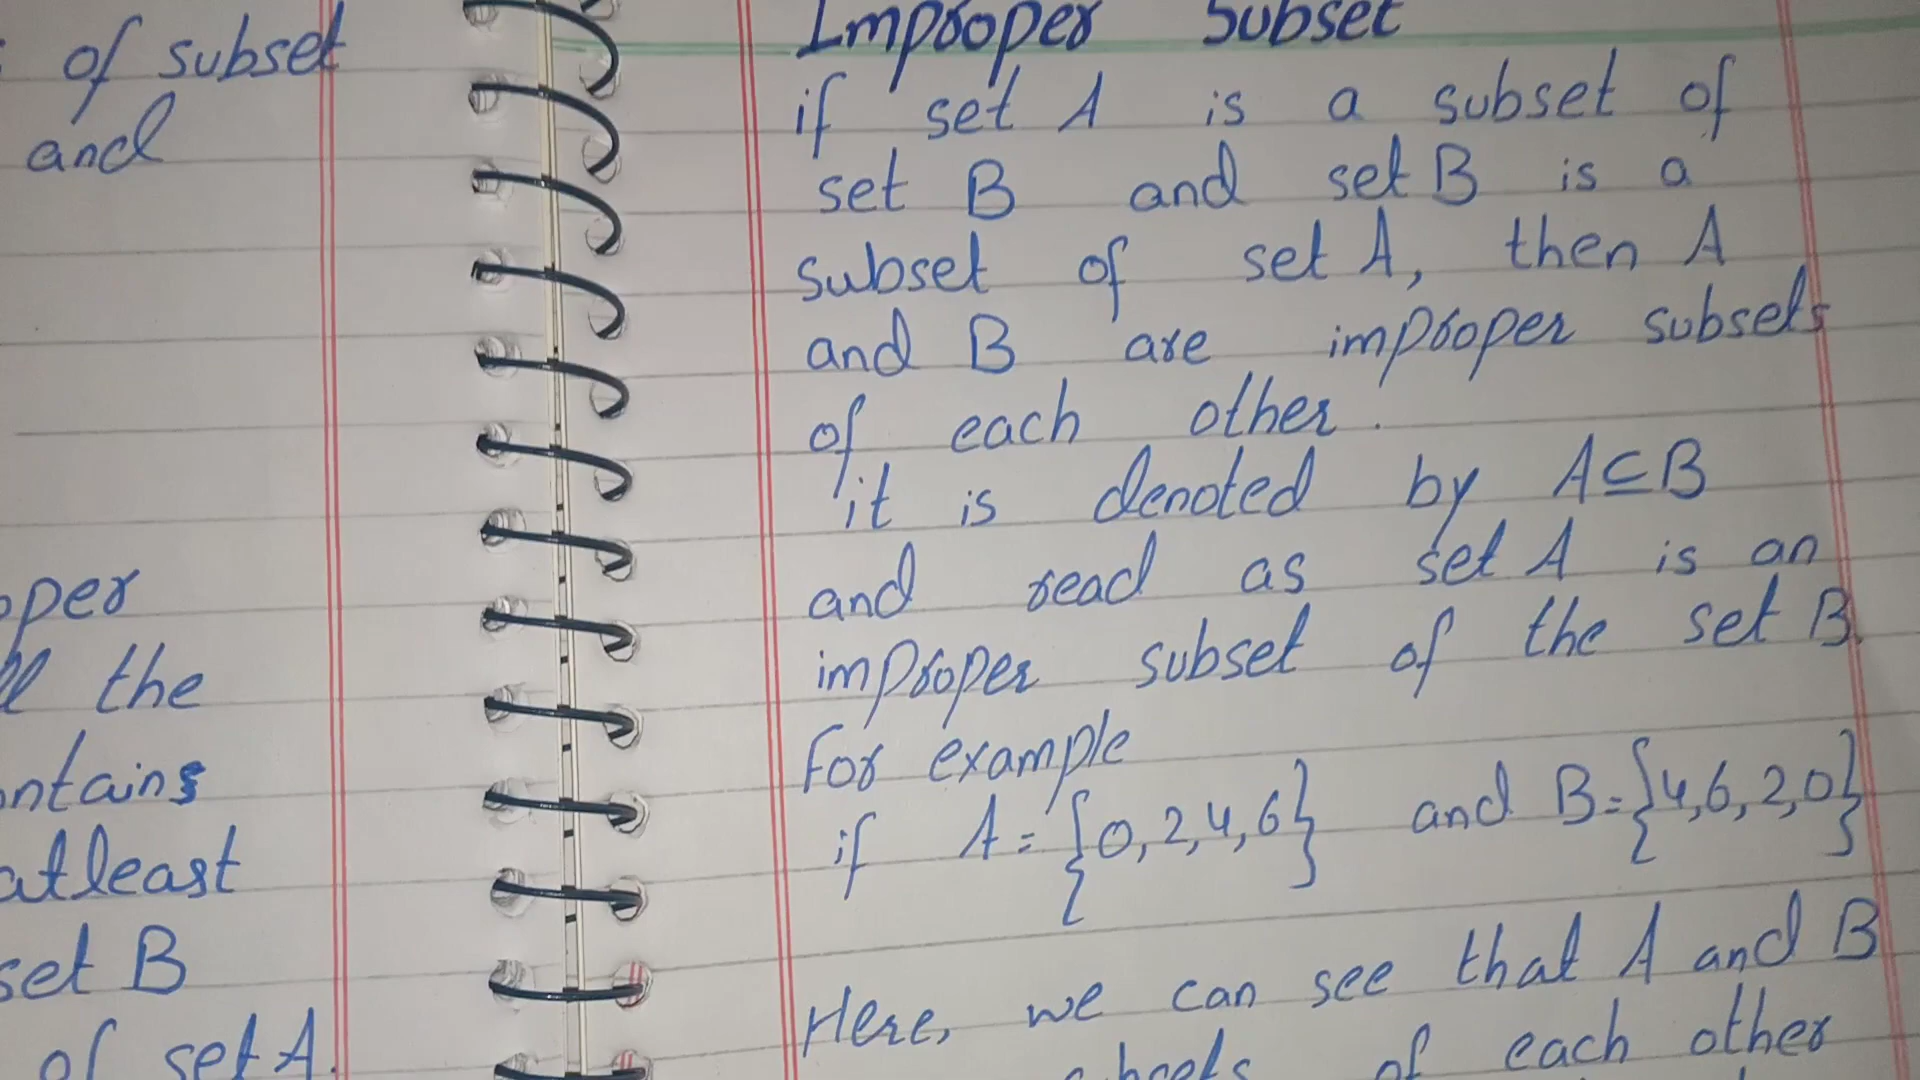 of subset
and
per
the
ntains
atleast
set B
of set A.
Improper Subset
if set A is a subset of
set B and set B is a
subset of set A, then A
and B are improper subsets
of each other.
it is denoted by A⊆B
and read as set A is an
improper subset of the set B.
For example
if A={0,2,4,6} and B={4,6,2,0}
Here, we can see that A and B
of each other